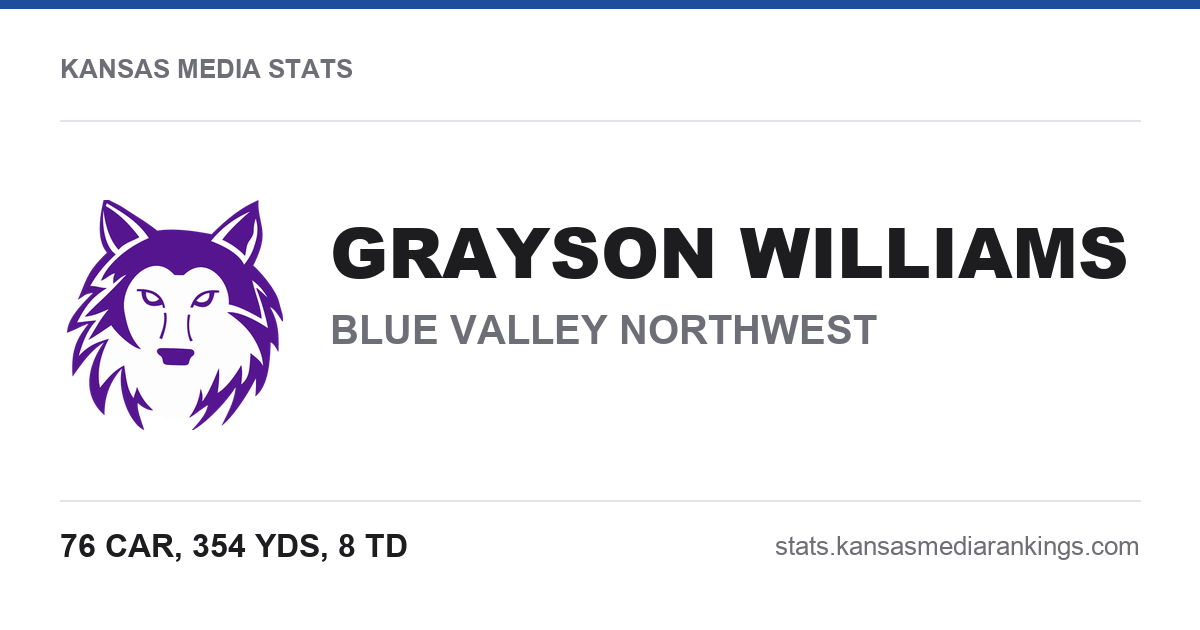 KANSAS MEDIA STATS
GRAYSON WILLIAMS
BLUE VALLEY NORTHWEST
76 CAR, 354 YDS, 8 TD
stats.kansasmediarankings.com